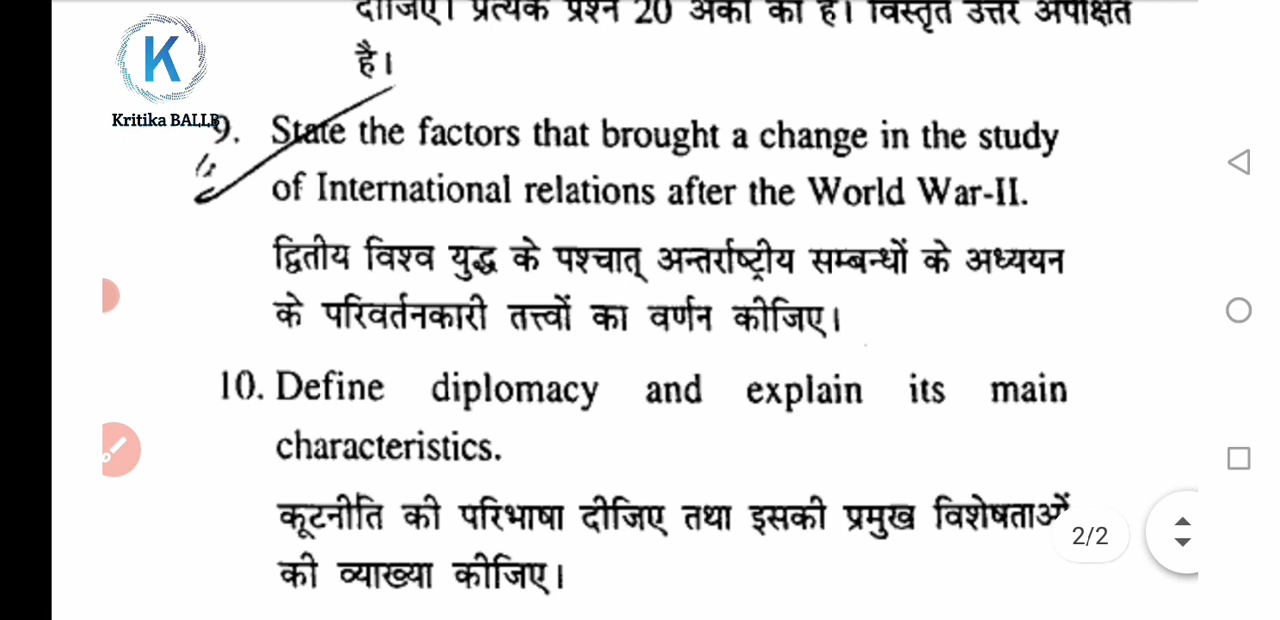 दीजिए। प्रत्येक प्रश्न 20 अंकों का है। विस्तृत उत्तर अपेक्षित
है।
K
Kritika BALLB
9. State the factors that brought a change in the study
of International relations after the World War-II.
द्वितीय विश्व युद्ध के पश्चात् अन्तर्राष्ट्रीय सम्बन्धों के अध्ययन
के परिवर्तनकारी तत्त्वों का वर्णन कीजिए।
10. Define diplomacy and explain its main
characteristics.
कूटनीति की परिभाषा दीजिए तथा इसकी प्रमुख विशेषताओं
की व्याख्या कीजिए।
2/2